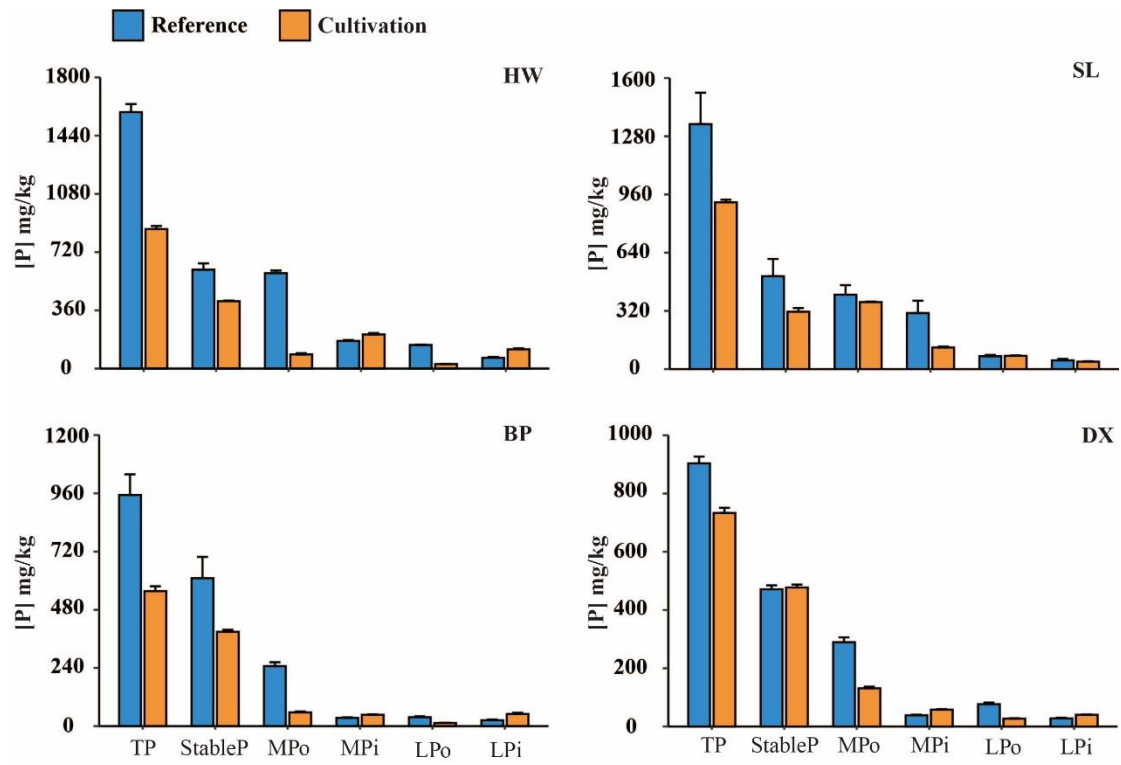 Reference Cultivation
HW
1800
1440
1080
720
360
0
[P] mg/kg
SL
1600
1280
960
640
320
0
[P] mg/kg
BP
1200
960
720
480
240
0
[P] mg/kg
TP StableP MPo MPi LPo LPi
DX
1000
800
600
400
200
0
[P] mg/kg
TP StableP MPo MPi LPo LPi